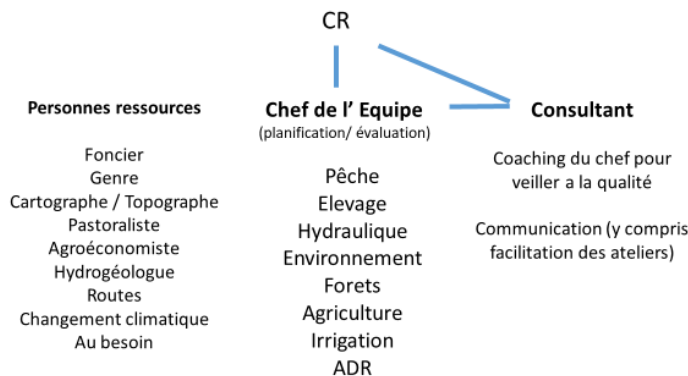 CR
Personnes ressources
Foncier
Genre
Cartographe / Topographe
Pastoraliste
Agroéconomiste
Hydrogéologue
Routes
Changement climatique
Au besoin
Chef de l' Equipe
(planification/ évaluation)
Pêche
Elevage
Hydraulique
Environnement
Forets
Agriculture
Irrigation
ADR
Consultant
Coaching du chef pour
veiller a la qualité
Communication (y compris
facilitation des ateliers)